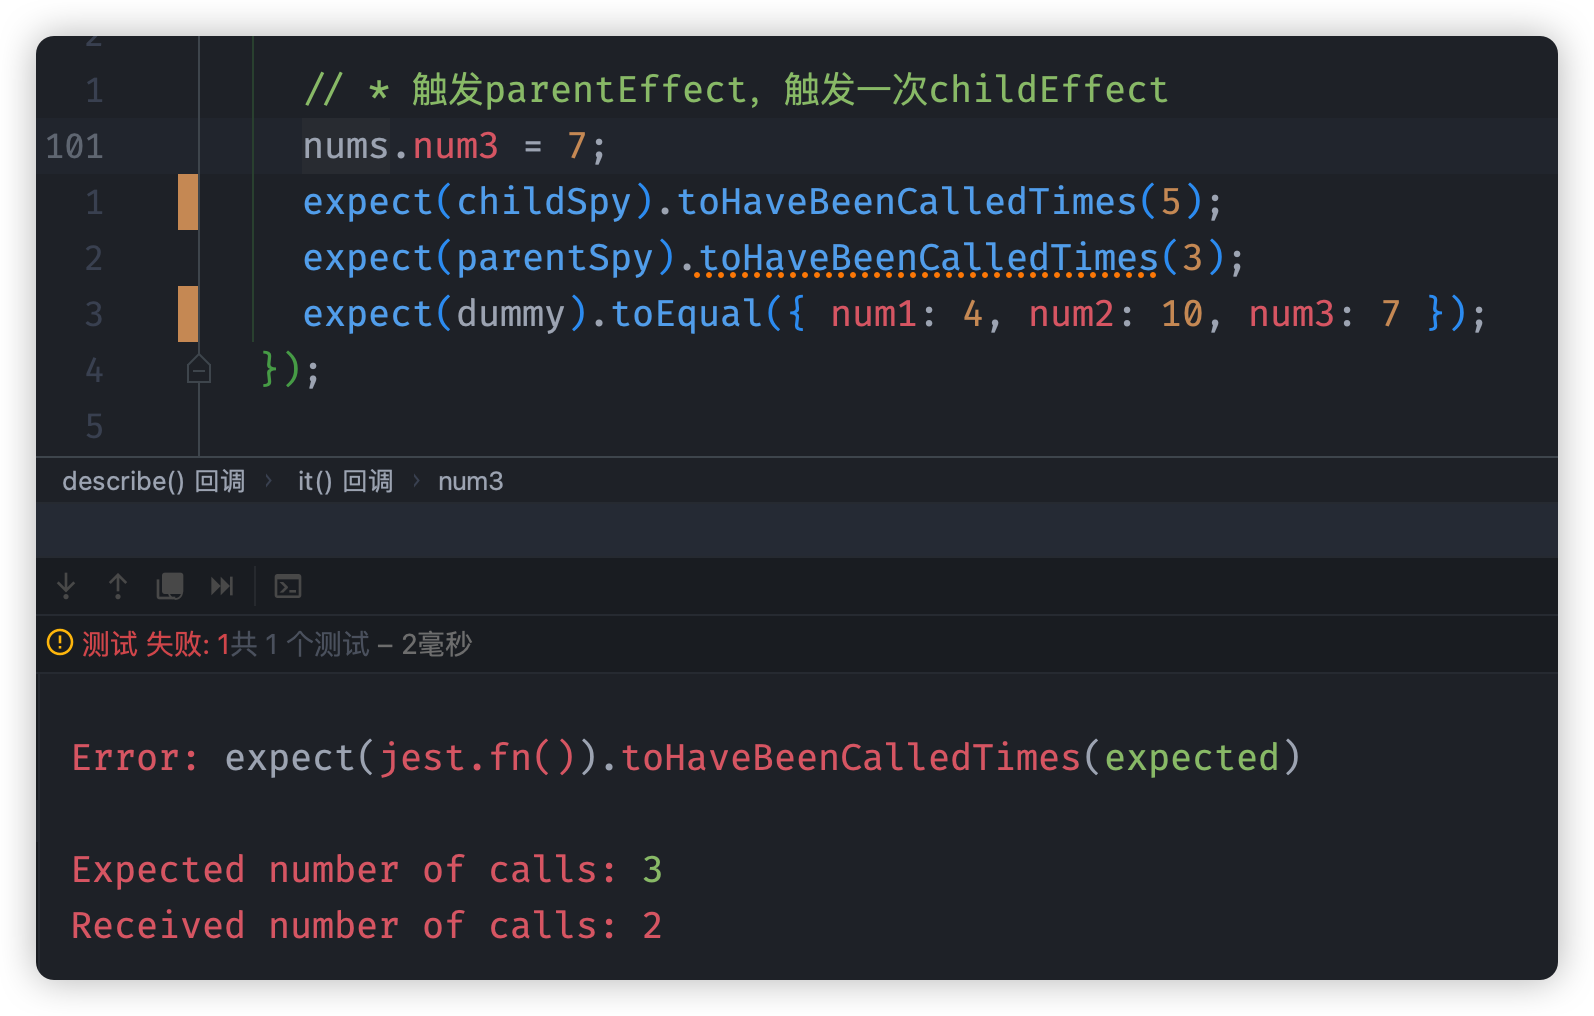 2
1 // * 触发parentEffect, 触发一次childEffect
101 nums.num3 = 7;
1 expect(childSpy).toHaveBeenCalledTimes(5);
2 expect(parentSpy).toHaveBeenCalledTimes(3);
3 expect(dummy).toEqual({ num1: 4, num2: 10, num3: 7 });
4 });
5
describe() 回调 › it() 回调 › num3
测试 失败: 1共 1 个测试 – 2毫秒
Error: expect(jest.fn()).toHaveBeenCalledTimes(expected)
Expected number of calls: 3
Received number of calls: 2